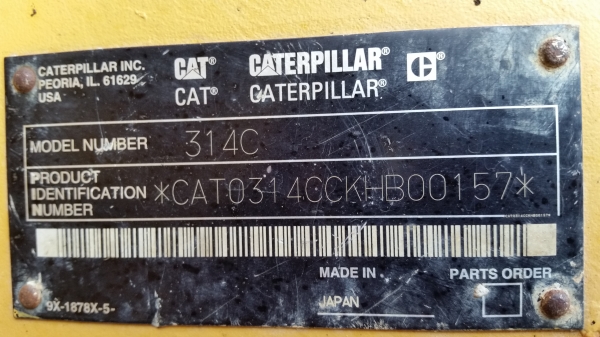 CATERPILLAR INC.
PEORIA, IL. 61629
USA
CAT® CATERPILLAR®
CAT® CATERPILLAR®
MODEL NUMBER 314C
PRODUCT
IDENTIFICATION
NUMBER
*CAT0314CCKHB00157*
CAT0314CCKHB00157*
MADE IN
JAPAN
PARTS ORDER
9X-1878X-5-